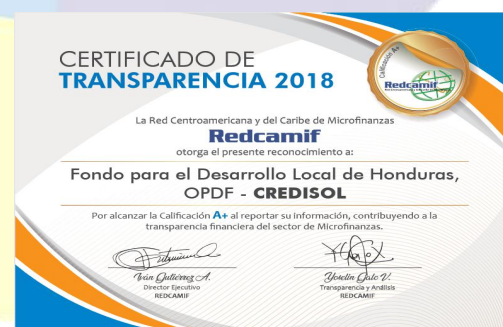 CERTIFICADO DE
TRANSPARENCIA 2018
Calificación A+
Redcamif
La Red Centroamericana y del Caribe de Microfinanzas
Redcamif
otorga el presente reconocimiento a:
Fondo para el Desarrollo Local de Honduras,
OPDF - CREDISOL
Por alcanzar la Calificación A+ al reportar su información, contribuyendo a la
transparencia financiera del sector de Microfinanzas.
Iván Gutiérrez A.
Director Ejecutivo
REDCAMIF
Yoselin Galo V.
Transparencia y Análisis
REDCAMIF